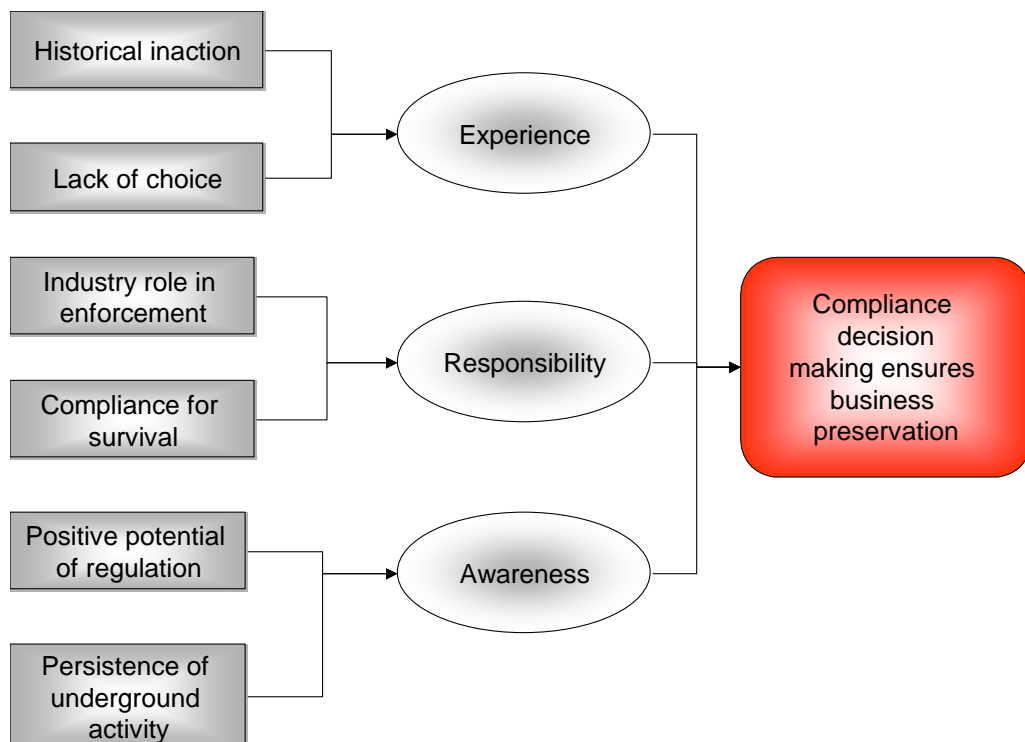 Historical inaction
Lack of choice
Experience
Industry role in
enforcement
Compliance for
survival
Responsibility
Positive potential
of regulation
Persistence of
underground
activity
Awareness
Compliance
decision
making ensures
business
preservation